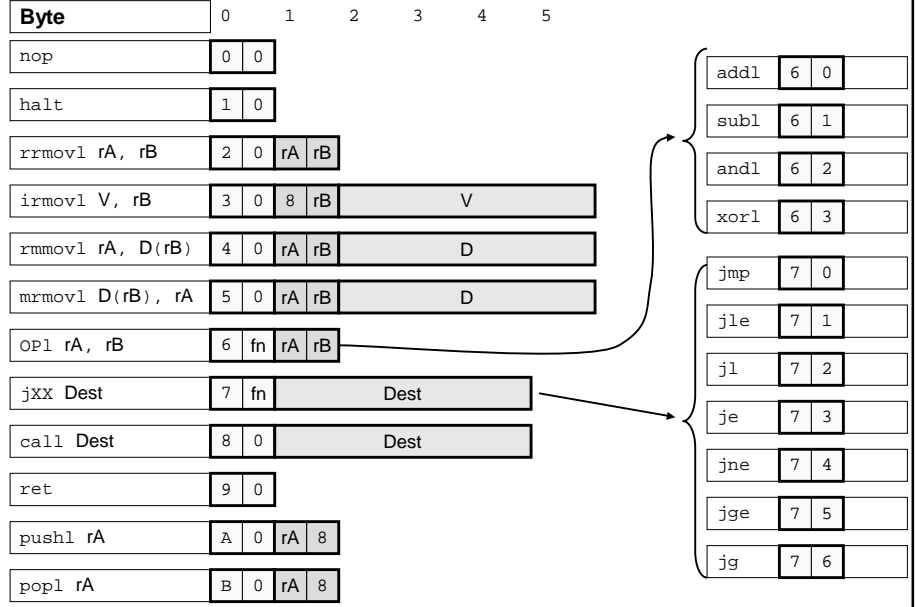 Byte 0 1 2 3 4 5
nop 0 0
halt 1 0
rrmovl rA, rB 2 0 rA rB
irmovl V, rB 3 0 8 rB V
rmmovl rA, D(rB) 4 0 rA rB D
mrmovl D(rB), rA 5 0 rA rB D
OPl rA, rB 6 fn rA rB
jXX Dest 7 fn Dest
call Dest 8 0 Dest
ret 9 0
pushl rA A 0 rA 8
popl rA B 0 rA 8
addl 6 0
subl 6 1
andl 6 2
xorl 6 3
jmp 7 0
jle 7 1
jl 7 2
je 7 3
jne 7 4
jge 7 5
jg 7 6